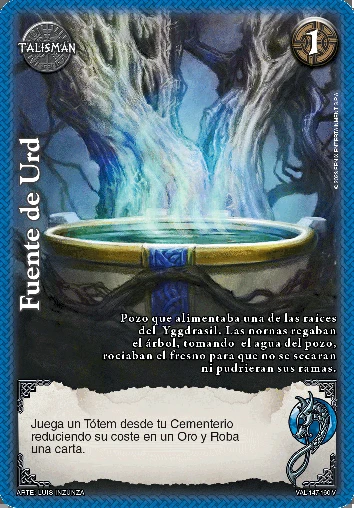 TALISMAN
1
Fuente de Urd
Pozo que alimentaba una de las raíces
del Yggdrasil. Las nornas regaban
el árbol, tomando el agua del pozo,
rociaban el fresno para que no se secaran
ni pudrieran sus ramas.
Juega un Tótem desde tu Cementerio
reduciendo su coste en un Oro y Roba
una carta.
ARTE: LUIS INZUNZA